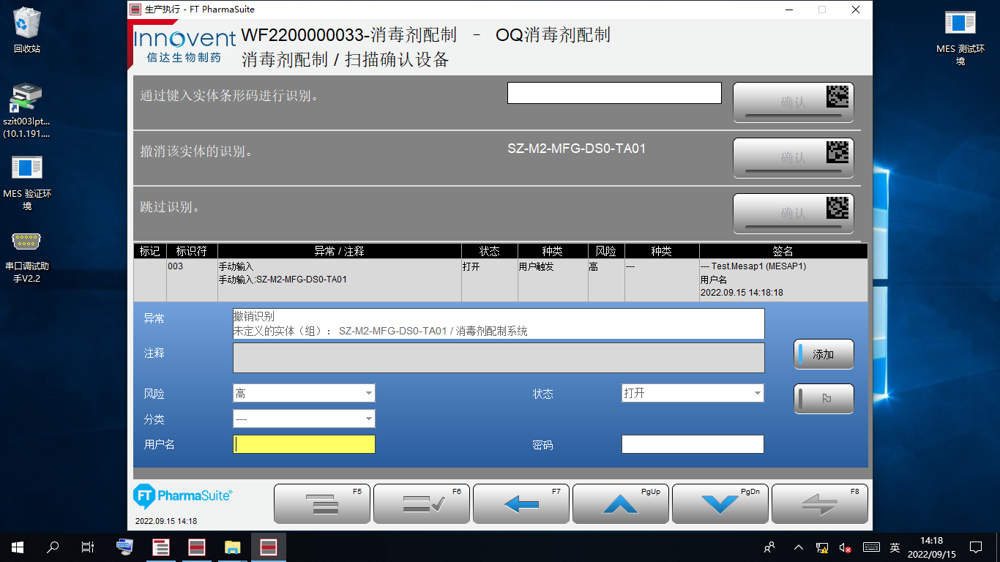 生产执行 - FT PharmaSuite
回收站
szit003lpt...
(10.1.191....
MES 验证环
境
串口调试助
手V2.2
MES 测试环
境
Innovent
信达生物制药
WF2200000033-消毒剂配制 - OQ消毒剂配制
消毒剂配制 / 扫描确认设备
通过键入实体条形码进行识别。
确认
撤消该实体的识别。
SZ-M2-MFG-DS0-TA01
确认
跳过识别。
确认
标记 标识符 异常 / 注释 状态 种类 风险 种类 签名
003 手动输入 打开 用户触发 高 --- --- Test.Mesap1 (MESAP1)
手动输入:SZ-M2-MFG-DS0-TA01 用户名
2022.09.15 14:18:18
异常
撤销识别
未定义的实体（组）： SZ-M2-MFG-DS0-TA01 / 消毒剂配制系统
注释
添加
风险 高 状态 打开
分类 ---
用户名 密码
FT PharmaSuite®
2022.09.15 14:18
F5 F6 F7 PgUp PgDn F8
英
14:18
2022/09/15